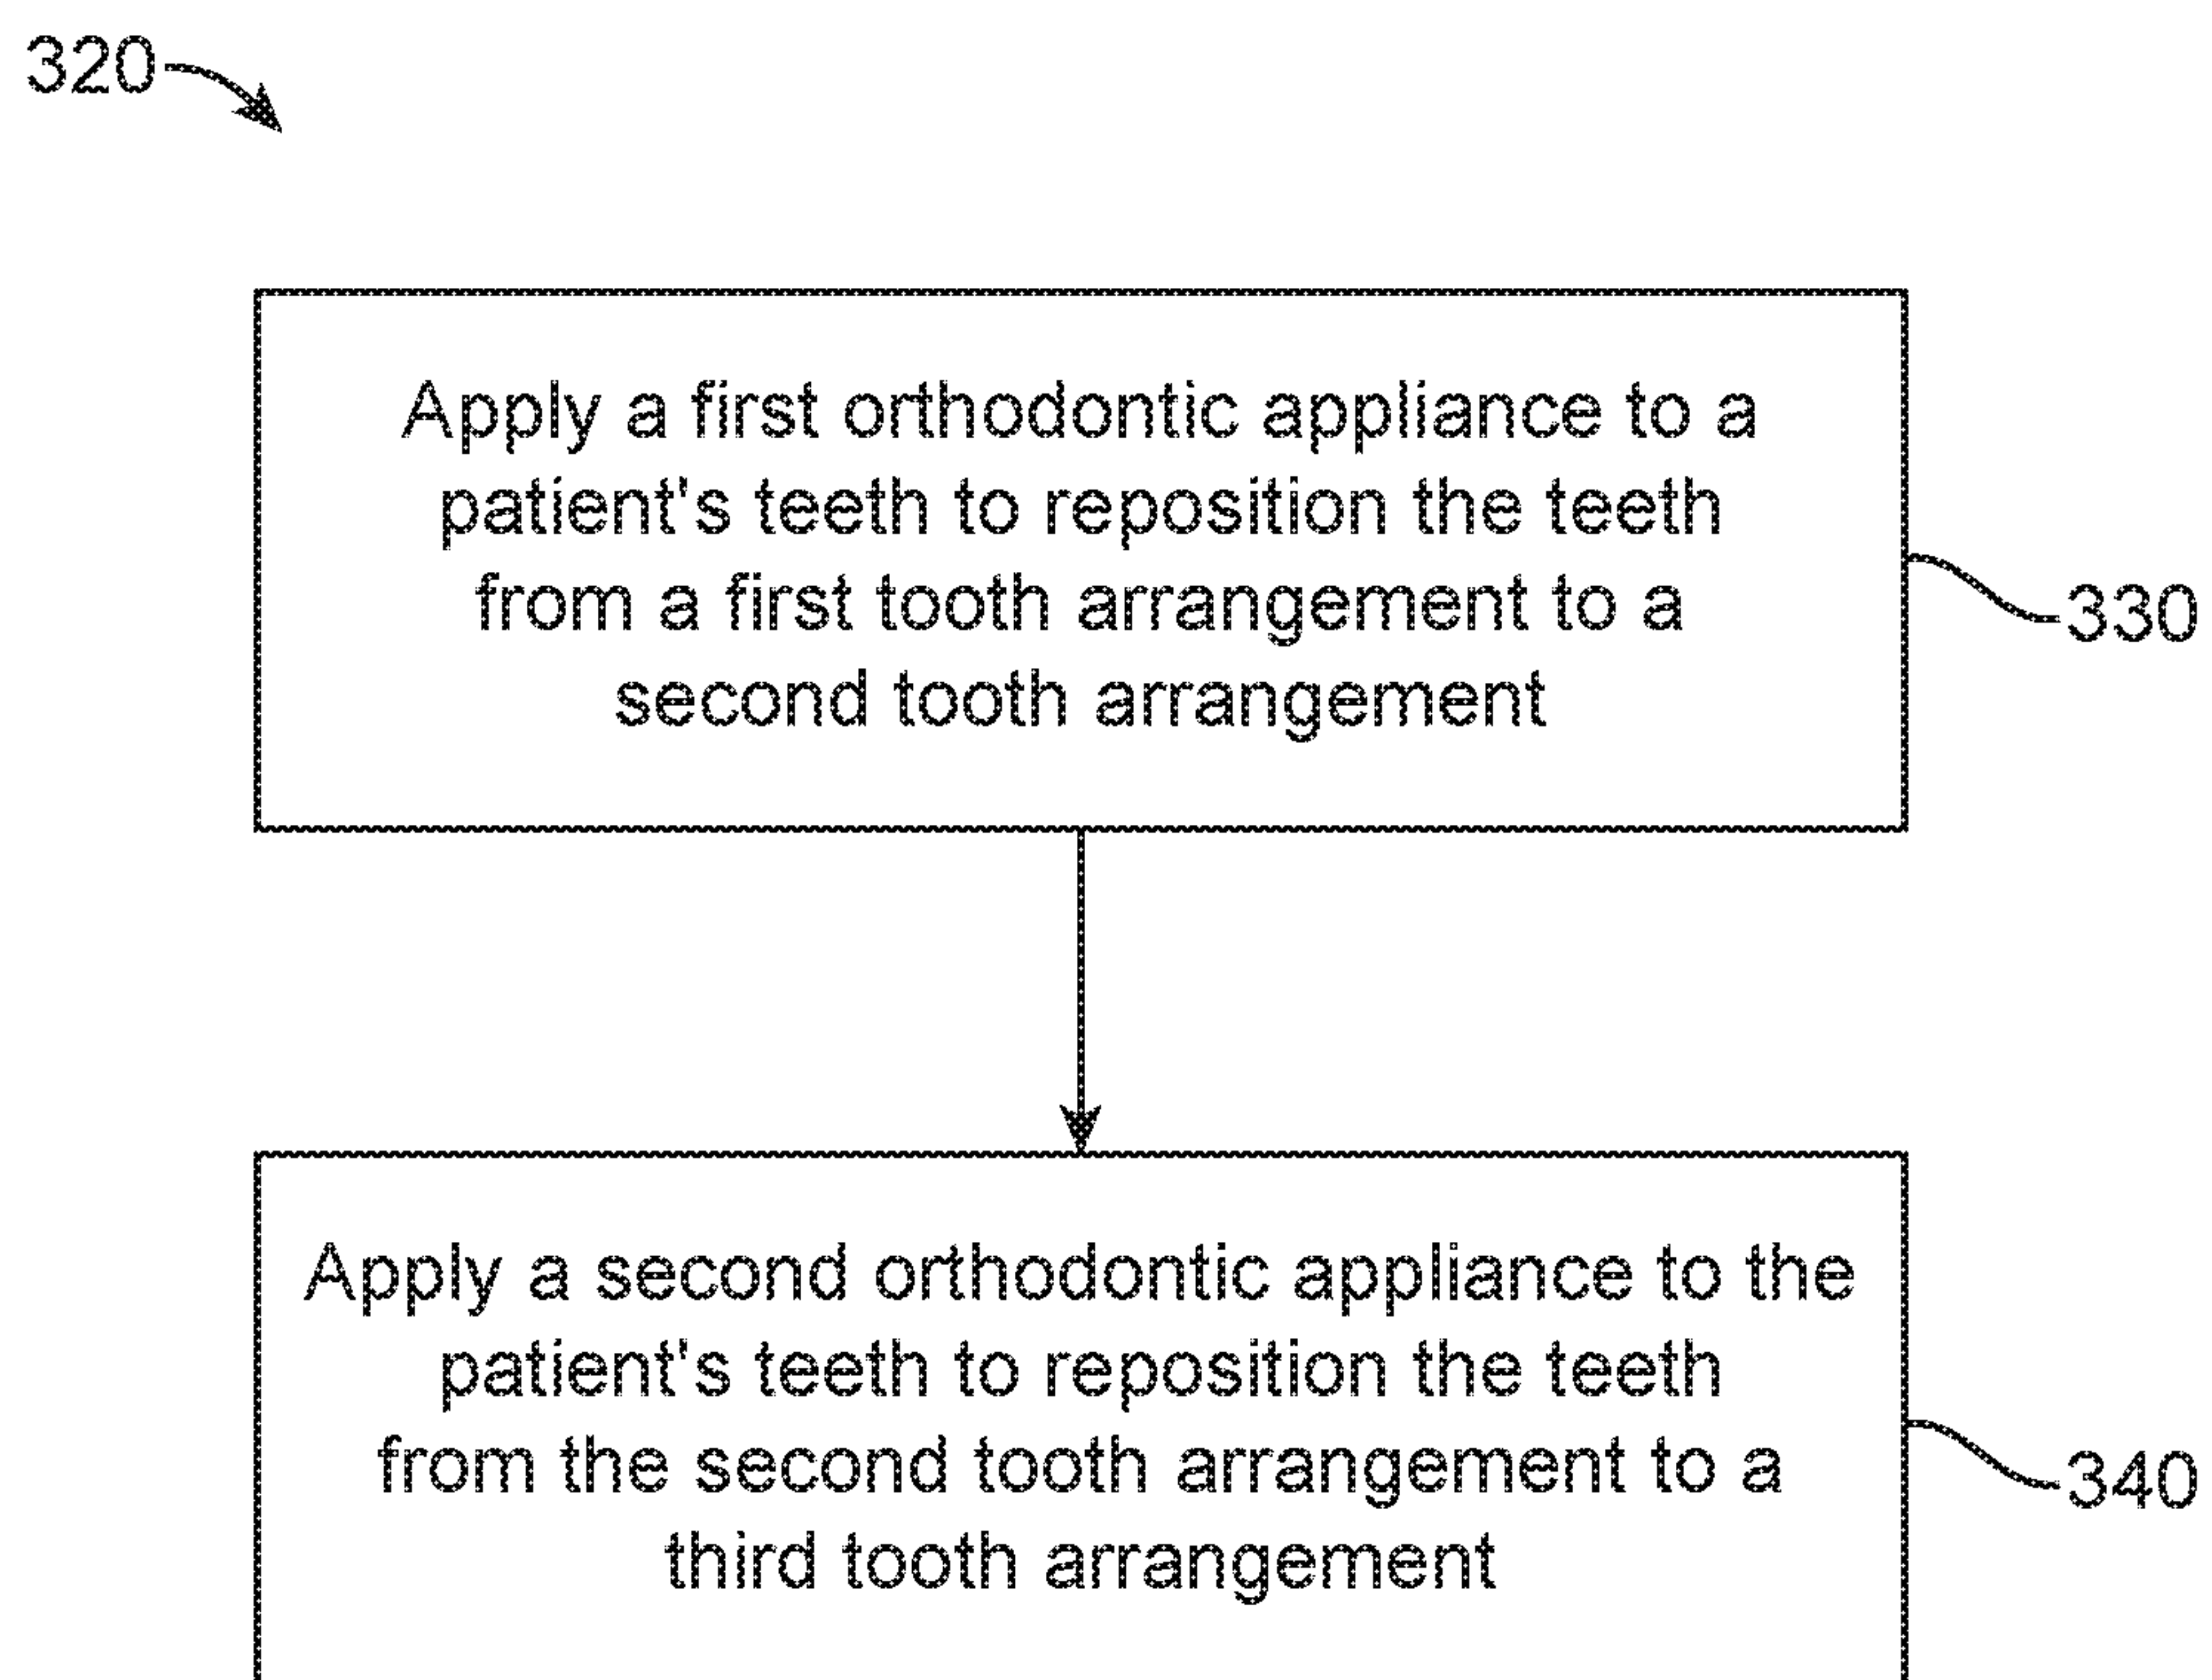 320
Apply a first orthodontic appliance to a
patient's teeth to reposition the teeth
from a first tooth arrangement to a
second tooth arrangement
330
Apply a second orthodontic appliance to the
patient's teeth to reposition the teeth
from the second tooth arrangement to a
third tooth arrangement
340